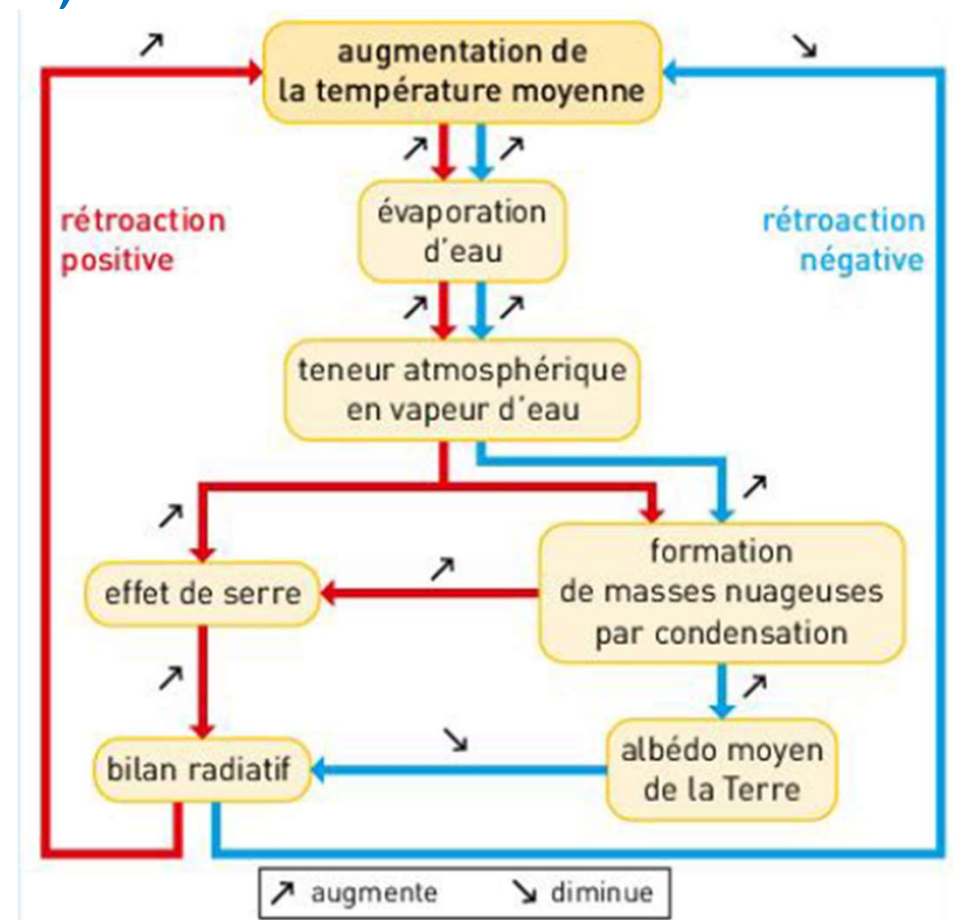 augmentation de
la température moyenne
rétroaction
positive
évaporation
d'eau
rétroaction
négative
teneur atmosphérique
en vapeur d'eau
formation
de masses nuageuses
par condensation
effet de serre
bilan radiatif
albédo moyen
de la Terre
↗ augmente ↘ diminue